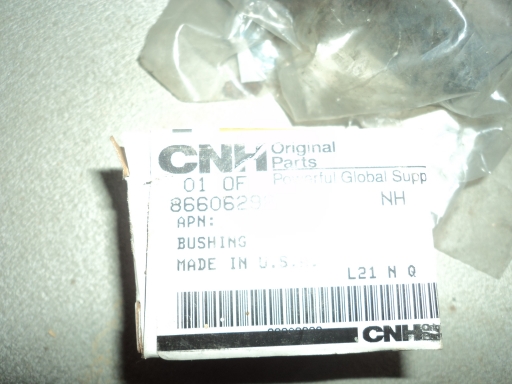 CNH Original
Parts
Powerful Global Supp
01 OF
NH
APN:
BUSHING
MADE IN U.S.A.
L21 N Q
CNH